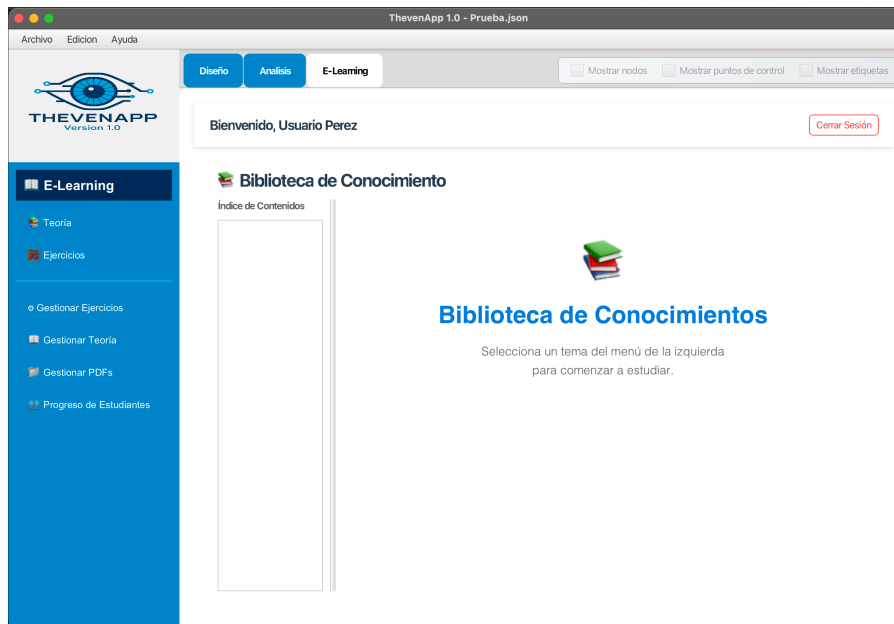 ThevenApp 1.0 - Prueba.json
Archivo Edicion Ayuda
THEVENAPP
Version 1.0
Diseño Analisis E-Learning Mostrar nodos Mostrar puntos de control Mostrar etiquetas
Bienvenido, Usuario Perez Cerrar Sesión
E-Learning
Teoría
Ejercicios
Gestionar Ejercicios
Gestionar Teoría
Gestionar PDFs
Progreso de Estudiantes
Biblioteca de Conocimiento
Índice de Contenidos
Biblioteca de Conocimientos
Selecciona un tema del menú de la izquierda
para comenzar a estudiar.